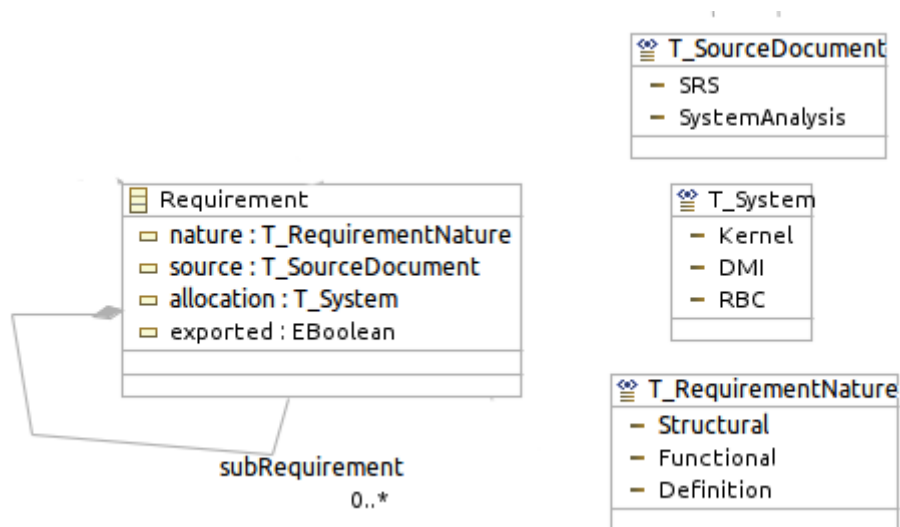 T_SourceDocument
SRS
SystemAnalysis
Requirement
nature : T_RequirementNature
source : T_SourceDocument
allocation : T_System
exported : EBoolean
T_System
Kernel
DMI
RBC
T_RequirementNature
Structural
Functional
Definition
subRequirement
0..*